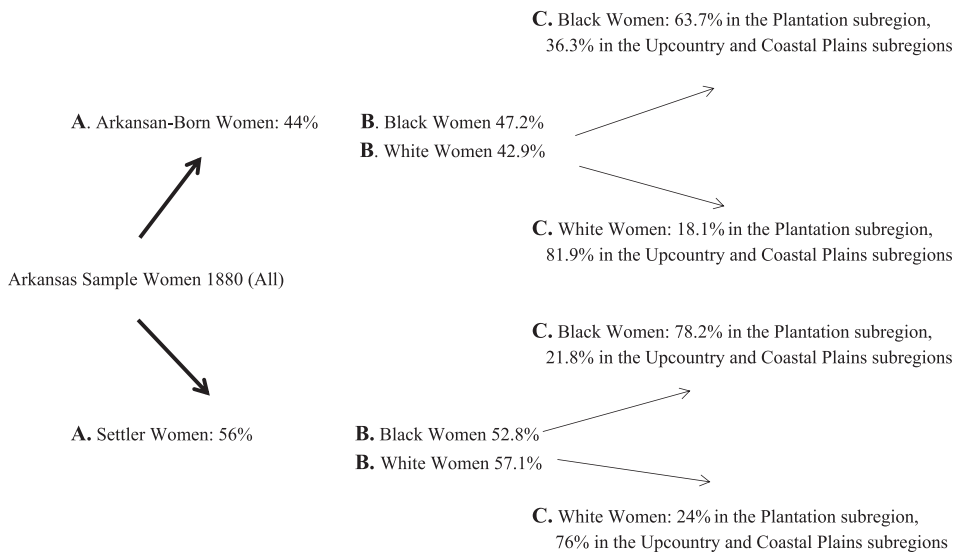 C. Black Women: 63.7% in the Plantation subregion,
36.3% in the Upcountry and Coastal Plains subregions
A. Arkansan-Born Women: 44%
B. Black Women 47.2%
B. White Women 42.9%
C. White Women: 18.1% in the Plantation subregion,
81.9% in the Upcountry and Coastal Plains subregions
Arkansas Sample Women 1880 (All)
C. Black Women: 78.2% in the Plantation subregion,
21.8% in the Upcountry and Coastal Plains subregions
A. Settler Women: 56%
B. Black Women 52.8%
B. White Women 57.1%
C. White Women: 24% in the Plantation subregion,
76% in the Upcountry and Coastal Plains subregions